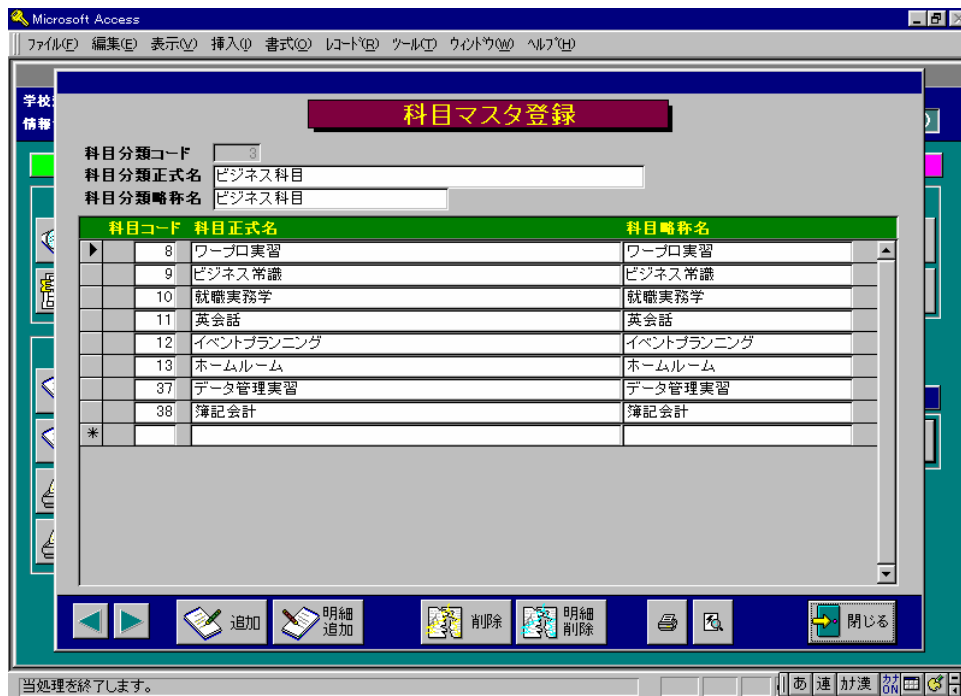 Microsoft Access
ファイル(F) 編集(E) 表示(V) 挿入(I) 書式(O) レコード(R) ツール(T) ウィンドウ(W) ヘルプ(H)
学校
情報
科目マスタ登録
科目分類コード 3
科目分類正式名 ビジネス科目
科目分類略称名 ビジネス科目
科目コード 科目正式名 科目略称名
8 ワープロ実習 ワープロ実習
9 ビジネス常識 ビジネス常識
10 就職実務学 就職実務学
11 英会話 英会話
12 イベントプランニング イベントプランニング
13 ホームルーム ホームルーム
37 データ管理実習 データ管理実習
38 簿記会計 簿記会計
追加 明細追加 削除 明細削除 閉じる
当処理を終了します。 あ 連 カナ漢 カナON